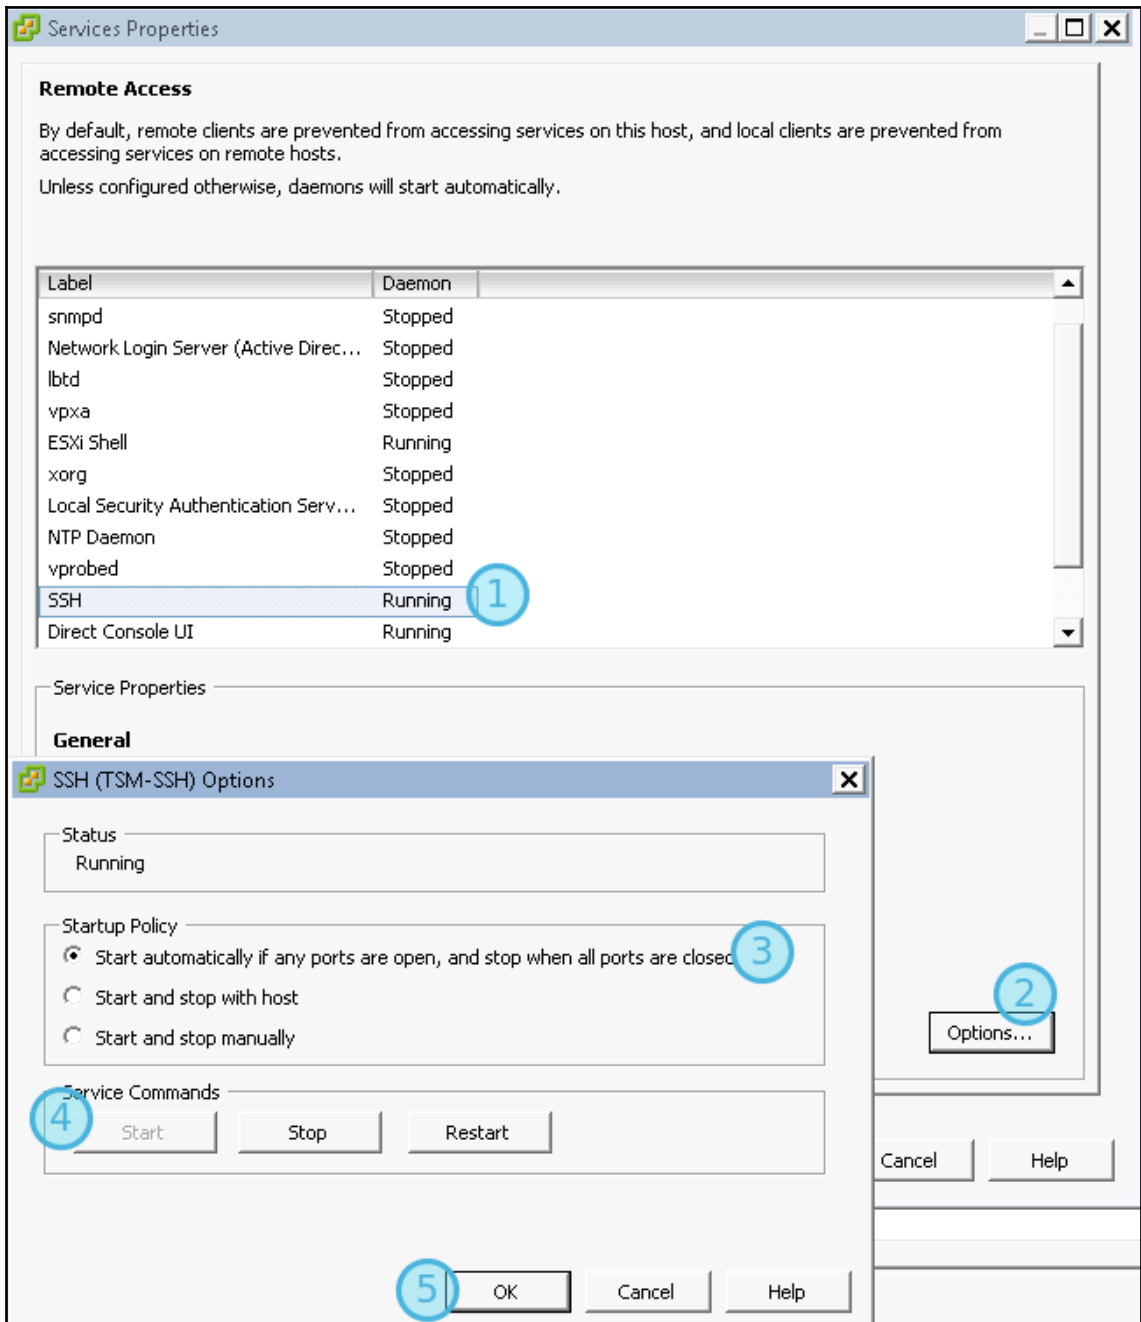 Services Properties
Remote Access
By default, remote clients are prevented from accessing services on this host, and local clients are prevented from
accessing services on remote hosts.
Unless configured otherwise, daemons will start automatically.
Label Daemon
snmpd Stopped
Network Login Server (Active Direc... Stopped
lbtd Stopped
vpxa Stopped
ESXi Shell Running
xorg Stopped
Local Security Authentication Serv... Stopped
NTP Daemon Stopped
vprobed Stopped
SSH Running 1
Direct Console UI Running
Service Properties
General
SSH (TSM-SSH) Options
Status
Running
Startup Policy
Start automatically if any ports are open, and stop when all ports are closed 3
Start and stop with host
2
Start and stop manually
Options...
Service Commands
4 Start Stop Restart
Cancel Help
5 OK Cancel Help